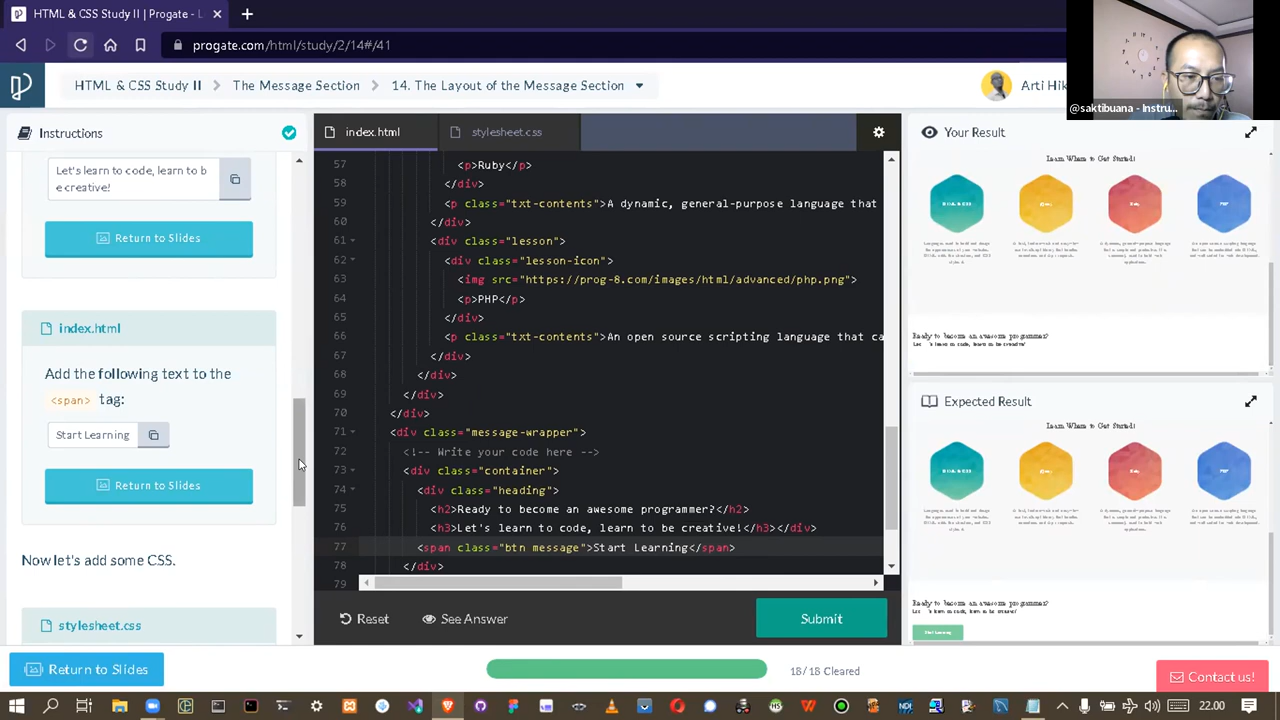 HTML & CSS Study II | Progate - L
progate.com/html/study/2/14#/41
HTML & CSS Study II
The Message Section
14. The Layout of the Message Section
Arti Hik
@saktibuana - Instru...
Instructions
Let's learn to code, learn to b
e creative!
Return to Slides
index.html
Add the following text to the
<span> tag:
Start Learning
Return to Slides
Now let's add some CSS.
stylesheet.css
index.html
stylesheet.css
57 <p>Ruby</p>
58 </div>
59 <p class="txt-contents">A dynamic, general-purpose language that
60 </div>
61 <div class="lesson">
62 <div class="lesson-icon">
63 <img src="http://prog-8.com/images/html/advanced/php.png">
64 <p>PHP</p>
65 </div>
66 <p class="txt-contents">An open source scripting language that ca
67 </div>
68 </div>
69 </div>
70 </div>
71 <div class="message-wrapper">
72 <!-- Write your code here -->
73 <div class="container">
74 <div class="heading">
75 <h2>Ready to become an awesome programmer?</h2>
76 <h3>Let's learn to code, learn to be creative!</h3></div>
77 <span class="btn message">Start Learning</span>
78 </div>
79
Reset
See Answer
Submit
Your Result
Learn Where to Get Started!
HTML & CSS
Ruby
PHP
Ready to become an awesome programmer?
Expected Result
Learn Where to Get Started!
HTML & CSS
Ruby
PHP
Ready to become an awesome programmer?
Start Learning
Return to Slides
18/18 Cleared
Contact us!
22.00